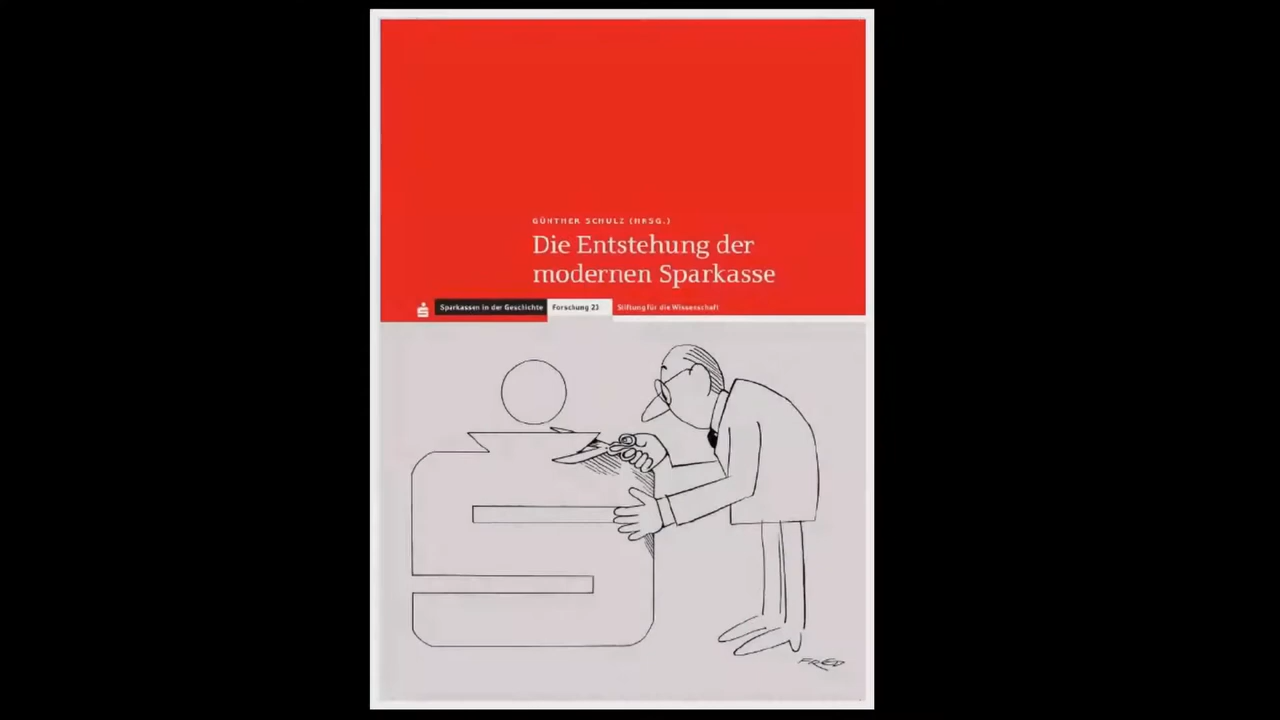 GÜNTHER SCHULZ (HRSG.)
Die Entstehung der
modernen Sparkasse
Sparkassen in der Geschichte Forschung 23 Stiftung für die Wissenschaft
FRED